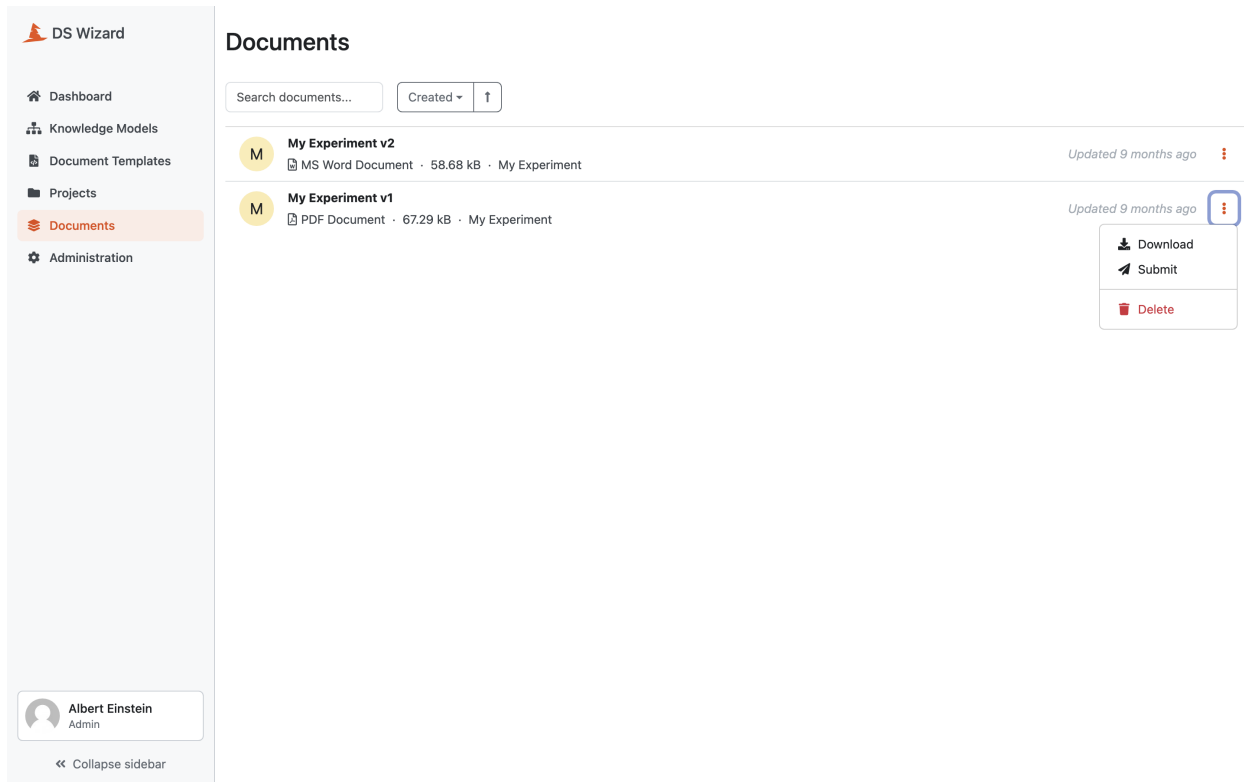 DS Wizard
Dashboard
Knowledge Models
Document Templates
Projects
Documents
Administration
Albert Einstein
Admin
Collapse sidebar
Documents
Search documents...
Created
M
My Experiment v2
MS Word Document · 58.68 kB · My Experiment
Updated 9 months ago
M
My Experiment v1
PDF Document · 67.29 kB · My Experiment
Updated 9 months ago
Download
Submit
Delete